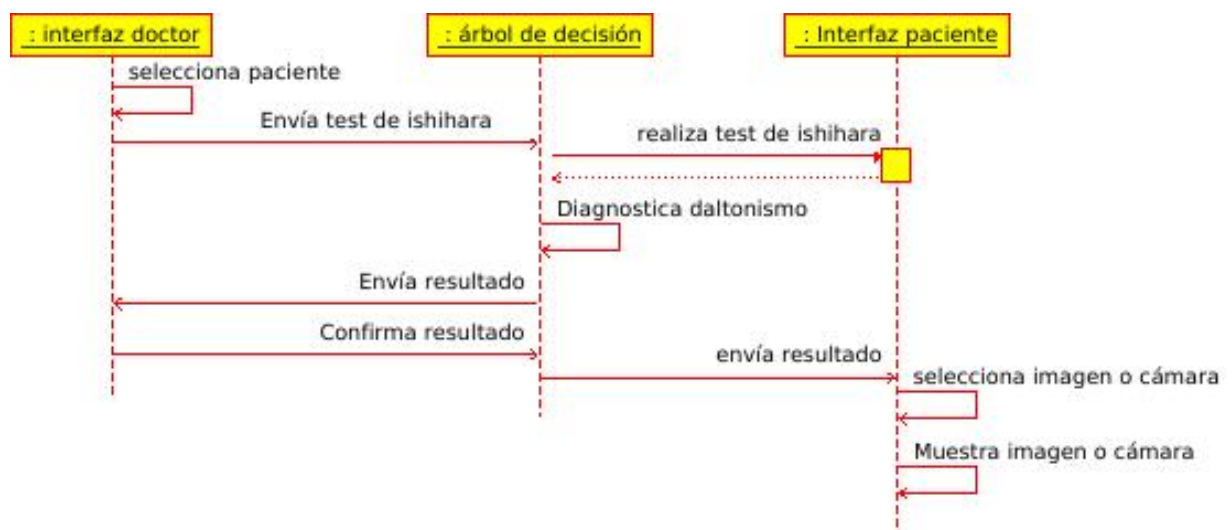 : interfaz doctor
: árbol de decisión
: Interfaz paciente
selecciona paciente
Envía test de ishihara
realiza test de ishihara
Diagnostica daltonismo
Envía resultado
Confirma resultado
envía resultado
selecciona imagen o cámara
Muestra imagen o cámara